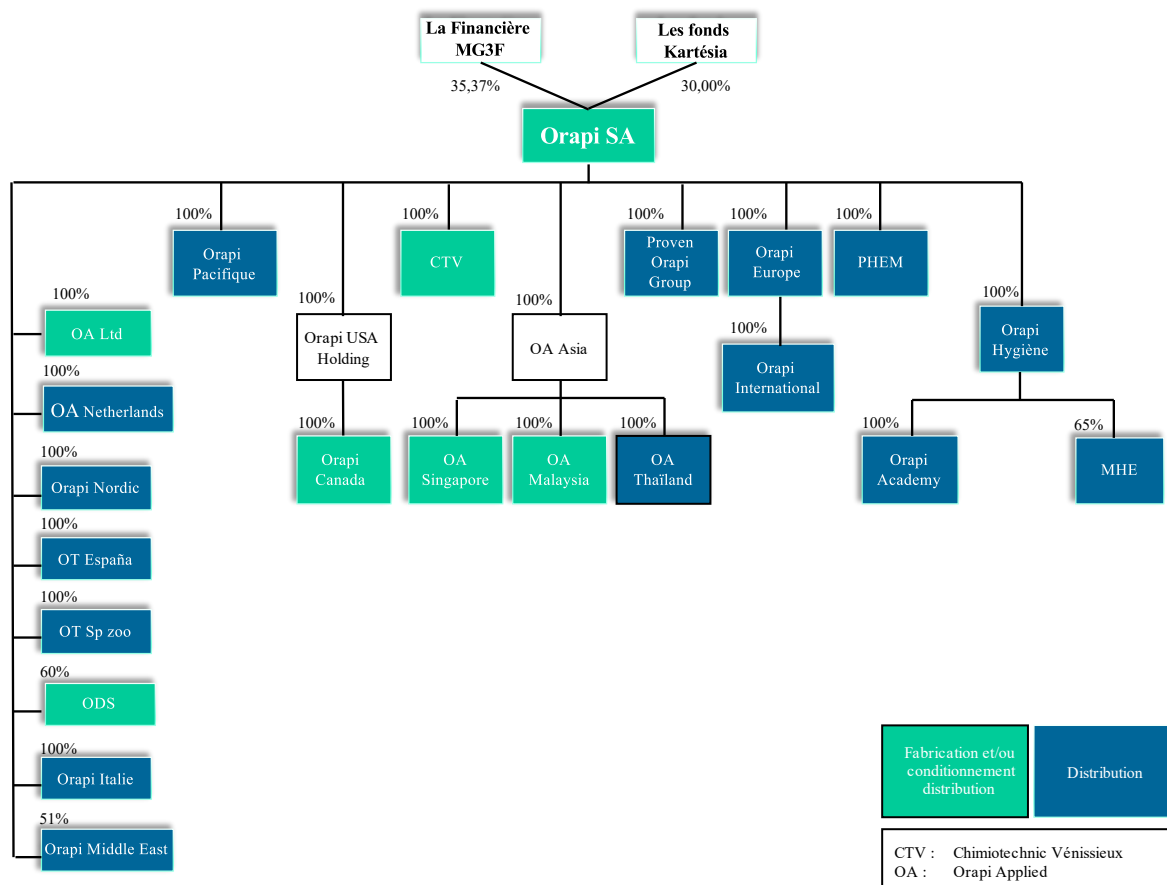 La Financière
MG3F
Les fonds
Kartésia
35,37%
30,00%
Orapi SA
100%
Orapi
Pacifique
100%
CTV
100%
Proven
Orapi
Group
100%
Orapi
Europe
100%
PHEM
100%
Orapi USA
Holding
100%
OA Asia
100%
Orapi
International
100%
Orapi
Hygiène
100%
Orapi
Canada
100%
OA
Singapore
100%
OA
Malaysia
100%
OA
Thaïland
100%
Orapi
Academy
65%
MHE
100%
OA Ltd
100%
OA Netherlands
100%
Orapi Nordic
100%
OT España
100%
OT Sp zoo
60%
ODS
100%
Orapi Italie
51%
Orapi Middle East
Fabrication et/ou
conditionnement
distribution
Distribution
CTV : Chimiotechnic Vénissieux
OA : Orapi Applied